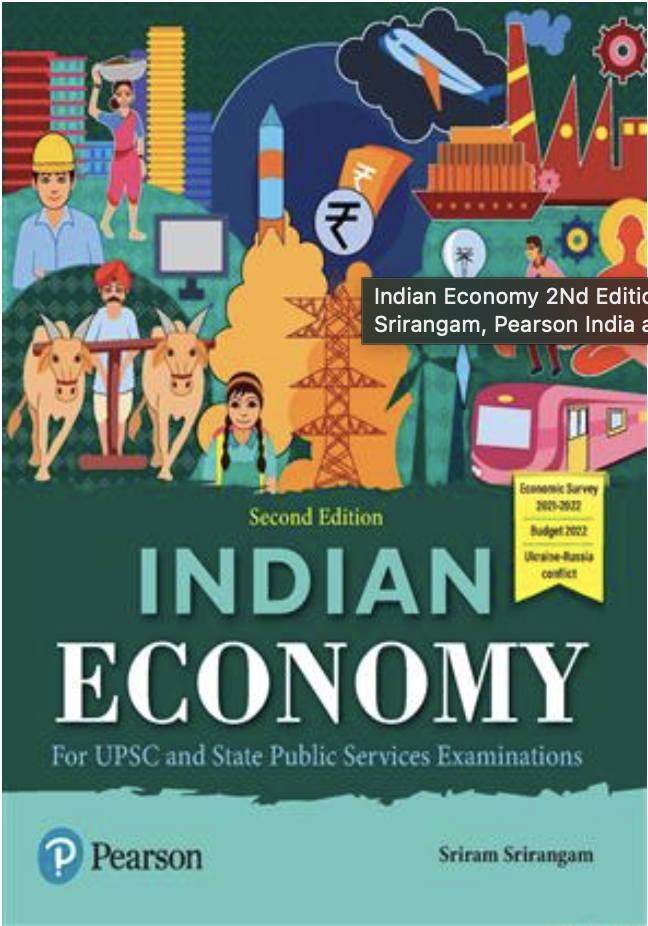 ₹
₹
Indian Economy 2Nd Editio
Srirangam, Pearson India a
Economic Survey
2021-2022
Budget 2022
Ukraine-Russia
conflict
Second Edition
INDIAN
ECONOMY
For UPSC and State Public Services Examinations
Pearson
Sriram Srirangam